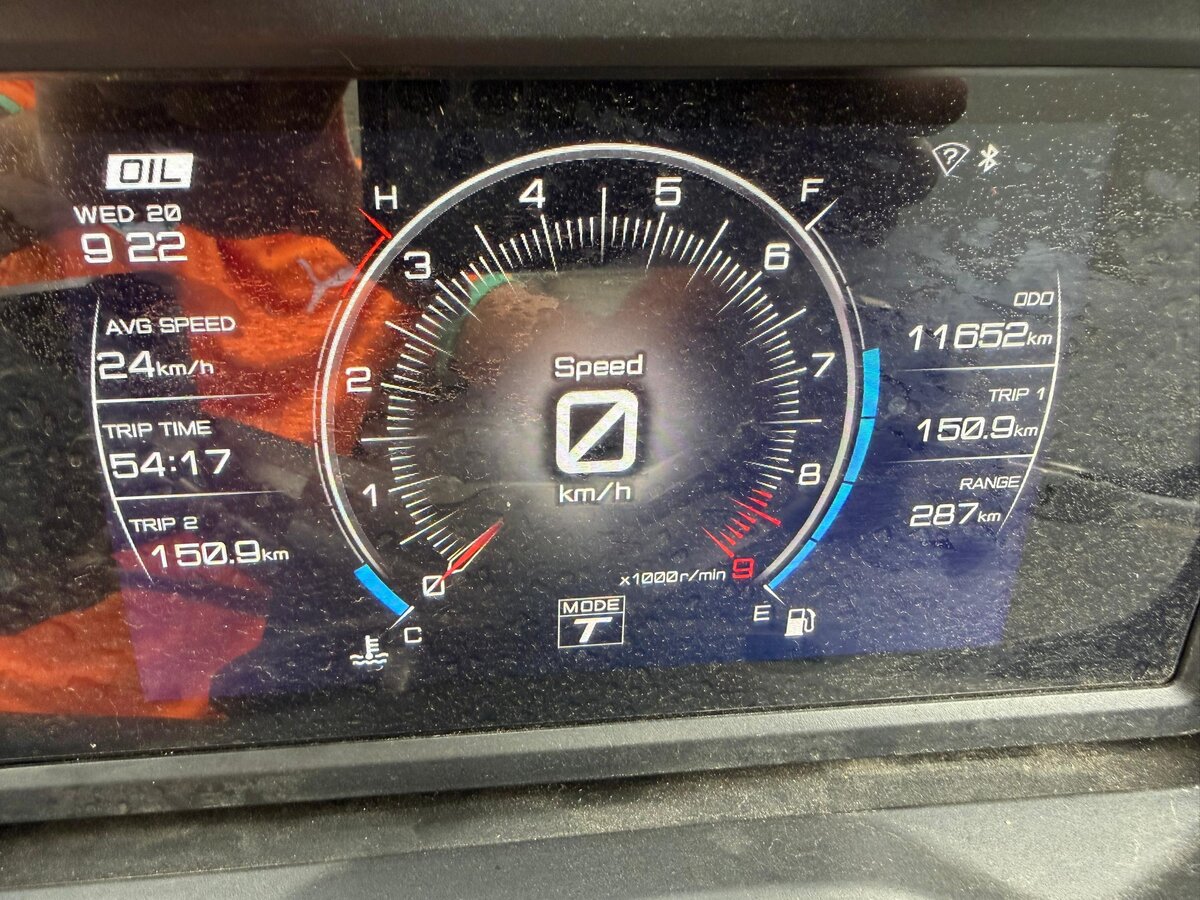 OIL
WED 20
9 22
AVG SPEED
24km/h
TRIP TIME
54:17
TRIP 2
150.9km
H
C
0
1
2
3
4
5
6
7
8
9
x1000r/min
Speed
0
km/h
MODE
T
F
E
?
ODO
11652km
TRIP 1
150.9km
RANGE
287km